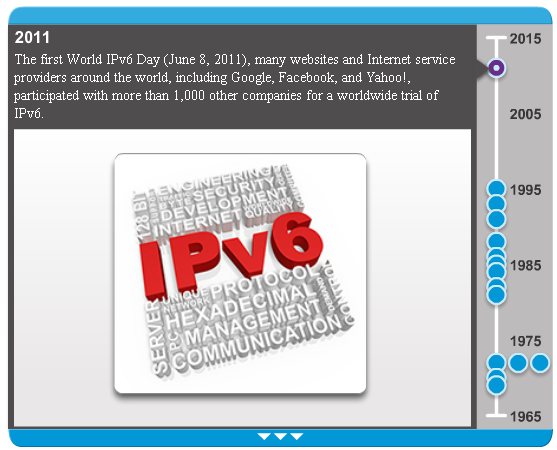 2011
The first World IPv6 Day (June 8, 2011), many websites and Internet service
providers around the world, including Google, Facebook, and Yahoo!,
participated with more than 1,000 other companies for a worldwide trial of
IPv6.
128 BIT
ENGINEERING
SECURITY
DEVELOPMENT
INTERNET
QUALITY
IPv6
SERVER
UNIQUE
NETWORK
PROTOCOL
HEXADECIMAL
PC
MANAGEMENT
COMMUNICATION
2015
2005
1995
1985
1975
1965